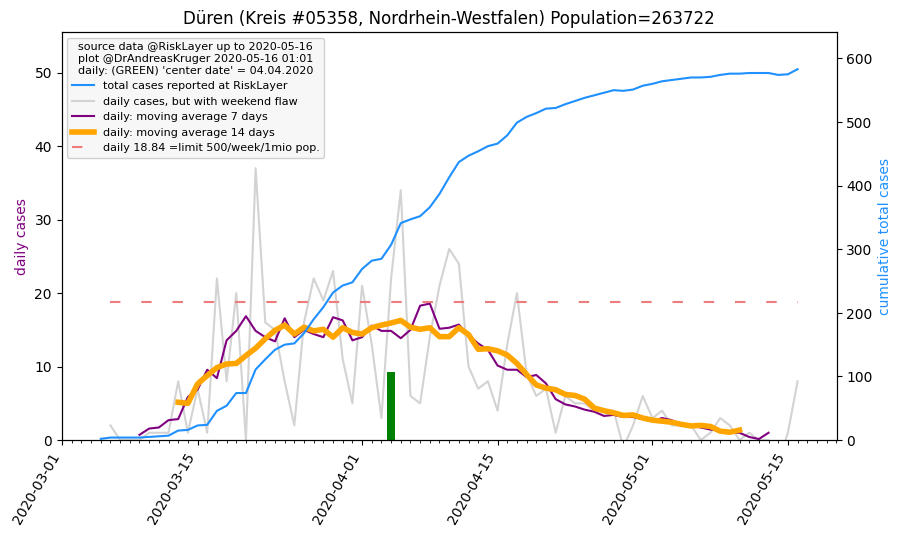 Düren (Kreis #05358, Nordrhein-Westfalen) Population=263722
source data @RiskLayer up to 2020-05-16
plot @DrAndreasKruger 2020-05-16 01:01
daily: (GREEN) 'center date' = 04.04.2020
total cases reported at RiskLayer
daily cases, but with weekend flaw
daily: moving average 7 days
daily: moving average 14 days
daily 18.84 =limit 500/week/1mio pop.
daily cases
50
40
30
20
10
0
600
500
400
300
200
100
0
cumulative total cases
2020-03-01
2020-03-15
2020-04-01
2020-04-15
2020-05-01
2020-05-15